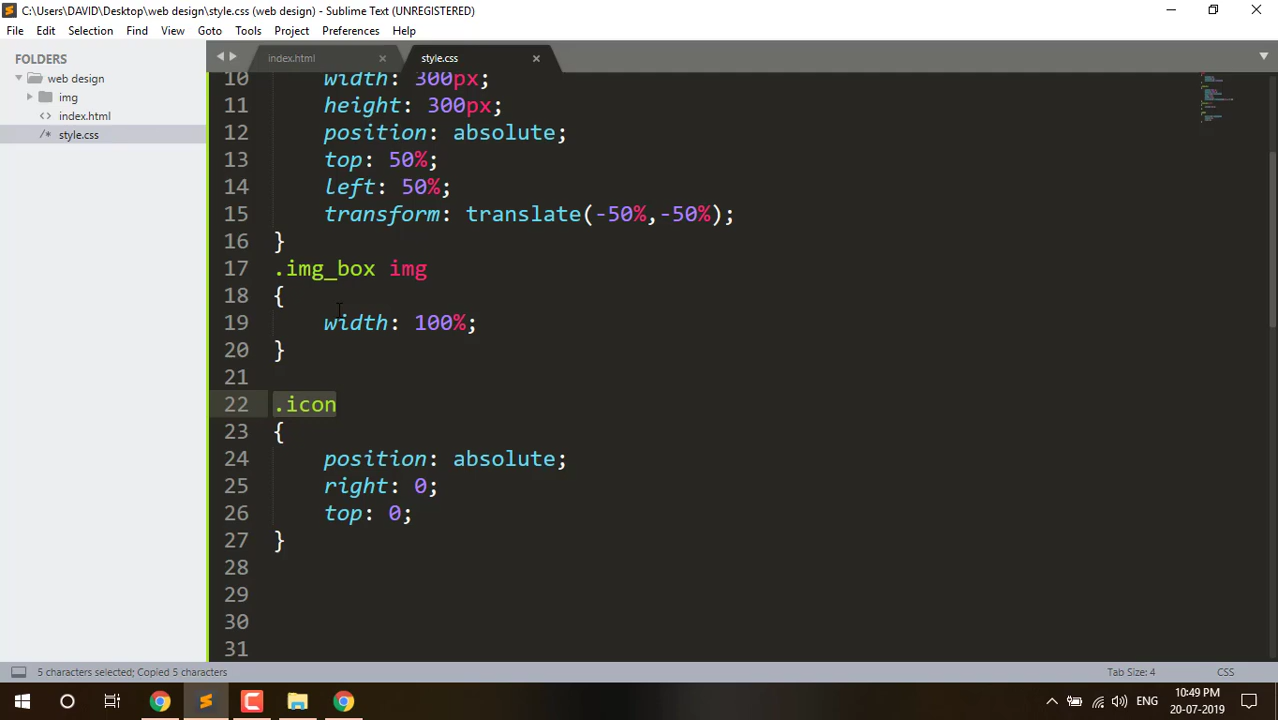 C:\Users\DAVID\Desktop\web design\style.css (web design) - Sublime Text (UNREGISTERED)
File Edit Selection Find View Goto Tools Project Preferences Help
FOLDERS
web design
img
<> index.html
/* style.css
index.html × style.css ×
10 width: 300px;
11 height: 300px;
12 position: absolute;
13 top: 50%;
14 left: 50%;
15 transform: translate(-50%,-50%);
16 }
17 .img_box img
18 {
19 width: 100%;
20 }
21
22 .icon
23 {
24 position: absolute;
25 right: 0;
26 top: 0;
27 }
28
29
30
31
5 characters selected; Copied 5 characters Tab Size: 4 CSS
ENG 10:49 PM
20-07-2019